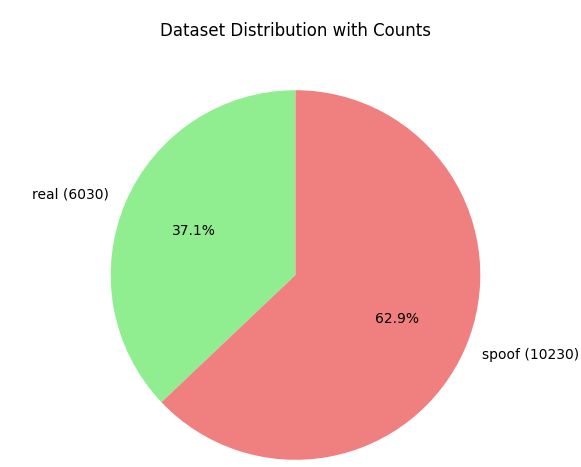 Dataset Distribution with Counts
real (6030)
37.1%
62.9%
spoof (10230)